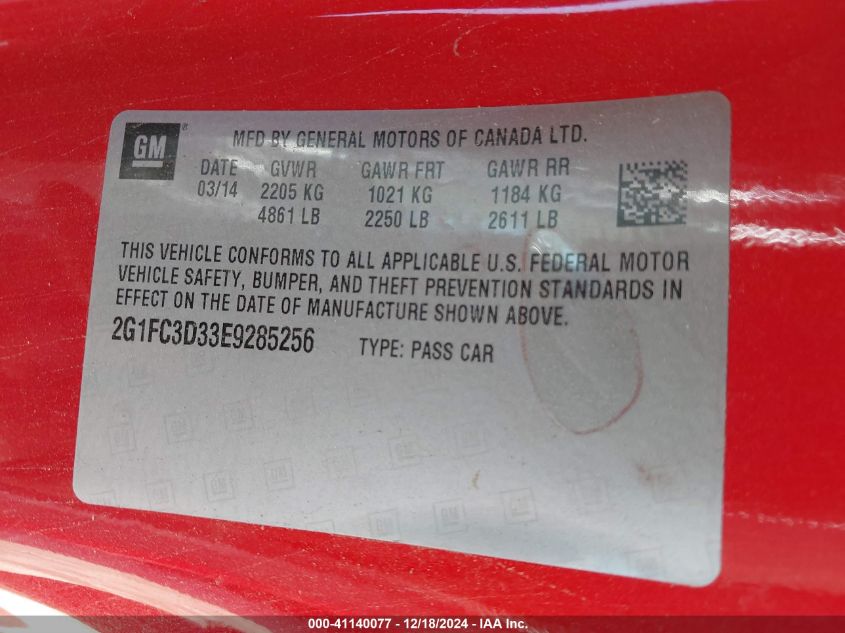 GM
MFD BY GENERAL MOTORS OF CANADA LTD.
DATE GVWR GAWR FRT GAWR RR
03/14 2205 KG 1021 KG 1184 KG
4861 LB 2250 LB 2611 LB
THIS VEHICLE CONFORMS TO ALL APPLICABLE U.S. FEDERAL MOTOR
VEHICLE SAFETY, BUMPER, AND THEFT PREVENTION STANDARDS IN
EFFECT ON THE DATE OF MANUFACTURE SHOWN ABOVE.
2G1FC3D33E9285256 TYPE: PASS CAR
000-41140077 - 12/18/2024 - IAA Inc.